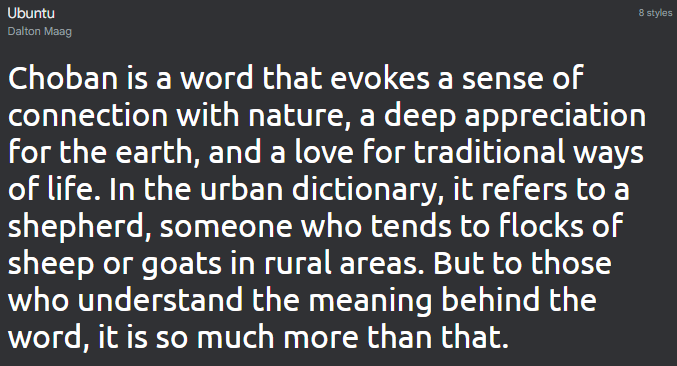 Ubuntu
8 styles
Dalton Maag
Choban is a word that evokes a sense of
connection with nature, a deep appreciation
for the earth, and a love for traditional ways
of life. In the urban dictionary, it refers to a
shepherd, someone who tends to flocks of
sheep or goats in rural areas. But to those
who understand the meaning behind the
word, it is so much more than that.